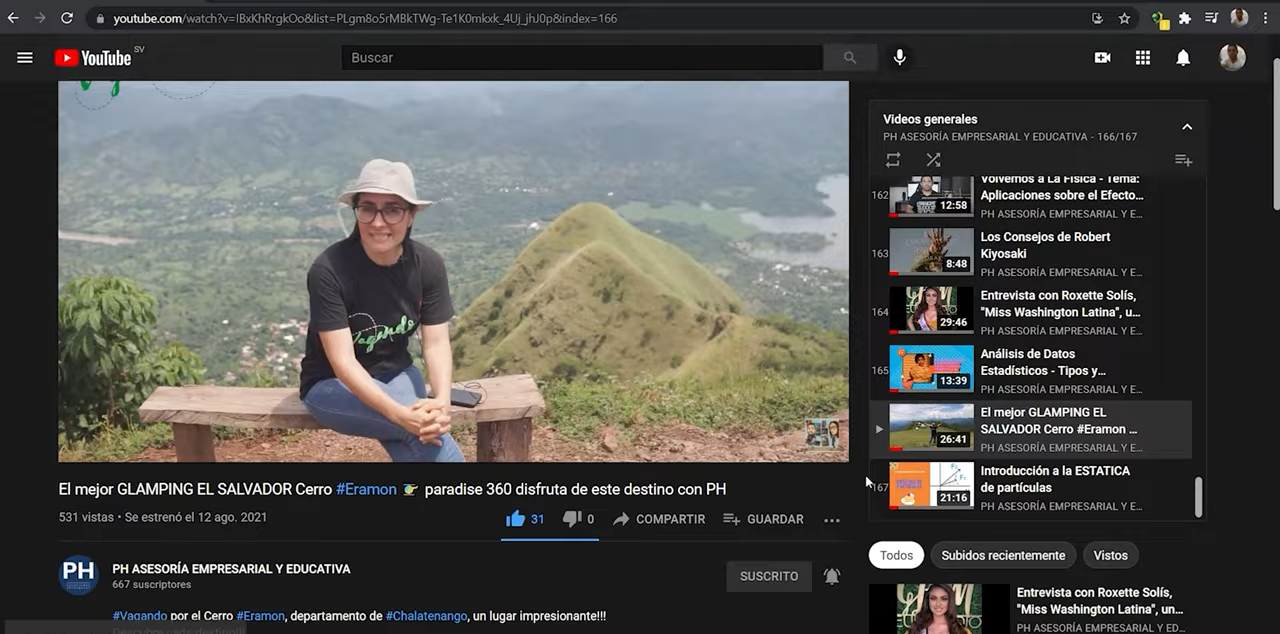 youtube.com/watch?v=IBxKhRrgkOo&list=PLgm8o5rMBkTWg-Te1K0mkxk_4Uj_jhJ0p&index=166
YouTube SV
Buscar
Vagando
El mejor GLAMPING EL SALVADOR Cerro #Eramon 👉 paradise 360 disfruta de este destino con PH
531 vistas • Se estrenó el 12 ago. 2021
31
0
COMPARTIR
GUARDAR
PH
PH ASESORÍA EMPRESARIAL Y EDUCATIVA
667 suscriptores
SUSCRITO
#Vagando por el Cerro #Eramon, departamento de #Chalatenango, un lugar impresionante!!!
Videos generales
PH ASESORÍA EMPRESARIAL Y EDUCATIVA - 166/167
162
12:58
Volvemos a La Física - Tema:
Aplicaciones sobre el Efecto...
PH ASESORÍA EMPRESARIAL Y E...
163
8:48
Los Consejos de Robert
Kiyosaki
PH ASESORÍA EMPRESARIAL Y E...
164
29:46
Entrevista con Roxette Solís,
"Miss Washington Latina", u...
PH ASESORÍA EMPRESARIAL Y E...
165
13:39
Análisis de Datos
Estadísticos - Tipos y...
PH ASESORÍA EMPRESARIAL Y E...
26:41
El mejor GLAMPING EL
SALVADOR Cerro #Eramon ...
PH ASESORÍA EMPRESARIAL Y E...
167
21:16
Introducción a la ESTATICA
de partículas
PH ASESORÍA EMPRESARIAL Y E...
Todos
Subidos recientemente
Vistos
Entrevista con Roxette Solís,
"Miss Washington Latina", un...
PH ASESORÍA EMPRESARIAL Y ED...